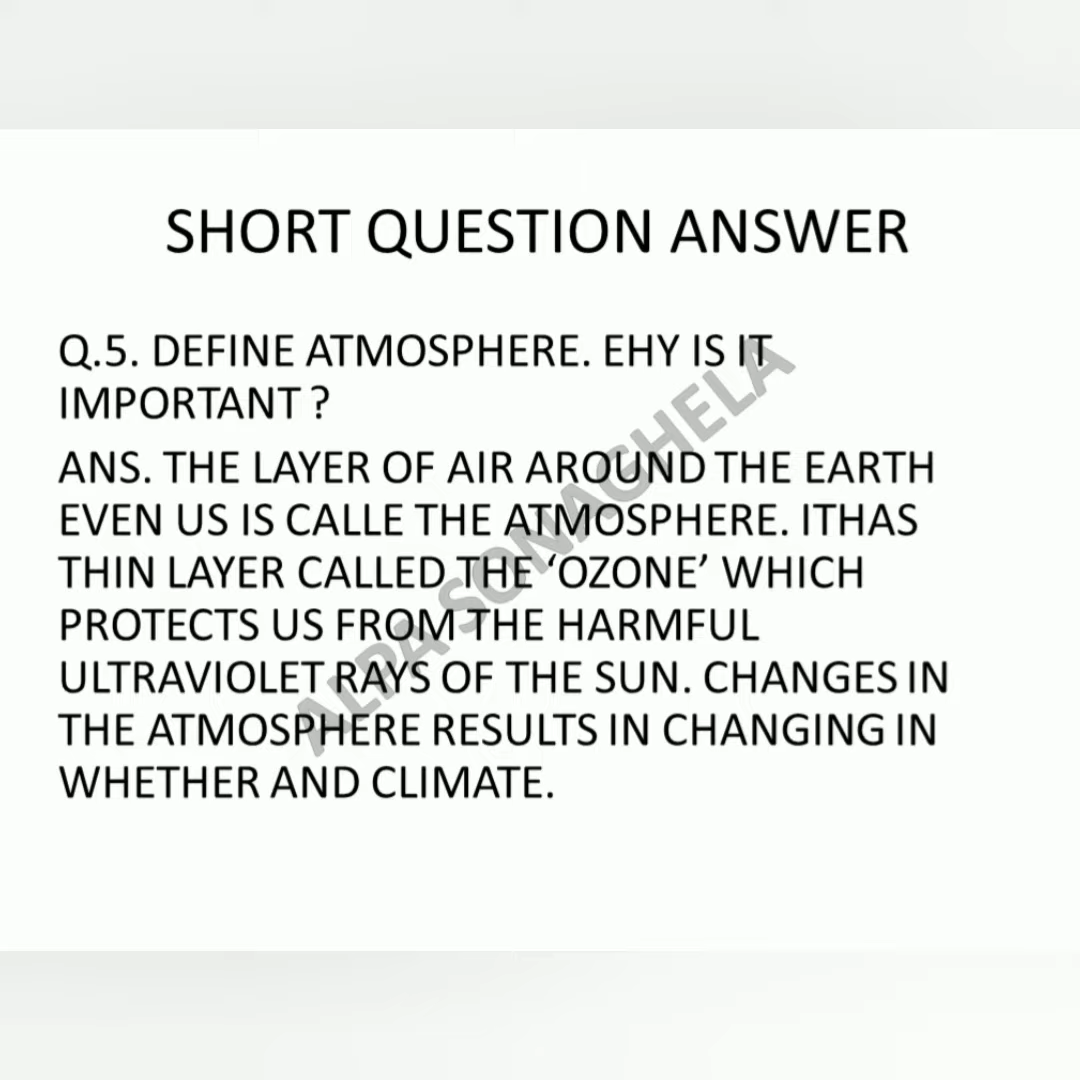 SHORT QUESTION ANSWER
Q.5. DEFINE ATMOSPHERE. EHY IS IT
IMPORTANT ?
ANS. THE LAYER OF AIR AROUND THE EARTH
EVEN US IS CALLE THE ATMOSPHERE. ITHAS
THIN LAYER CALLED THE ‘OZONE’ WHICH
PROTECTS US FROM THE HARMFUL
ULTRAVIOLET RAYS OF THE SUN. CHANGES IN
THE ATMOSPHERE RESULTS IN CHANGING IN
WHETHER AND CLIMATE.
ALPA SONAGHELA